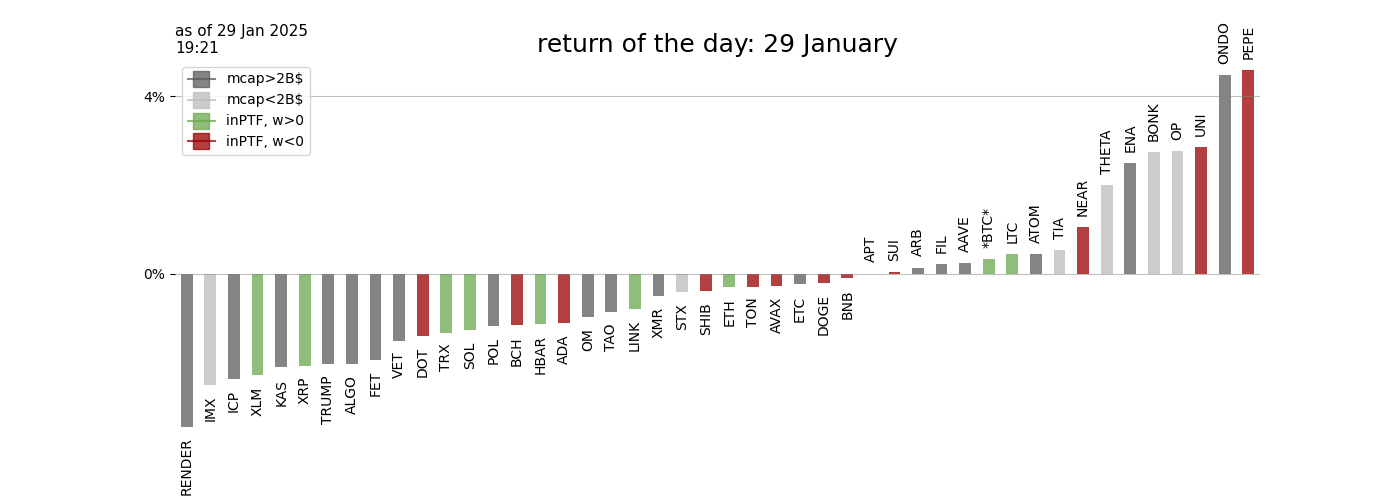 as of 29 Jan 2025
19:21
return of the day: 29 January
mcap>2B$
mcap<2B$
inPTF, w>0
inPTF, w<0
4%
0%
RENDER
IMX
ICP
XLM
KAS
XRP
TRUMP
ALGO
FET
VET
DOT
TRX
SOL
POL
BCH
HBAR
ADA
OM
TAO
LINK
XMR
STX
SHIB
ETH
TON
AVAX
ETC
DOGE
BNB
APT
SUI
ARB
FIL
AAVE
*BTC*
LTC
ATOM
TIA
NEAR
THETA
ENA
BONK
OP
UNI
ONDO
PEPE